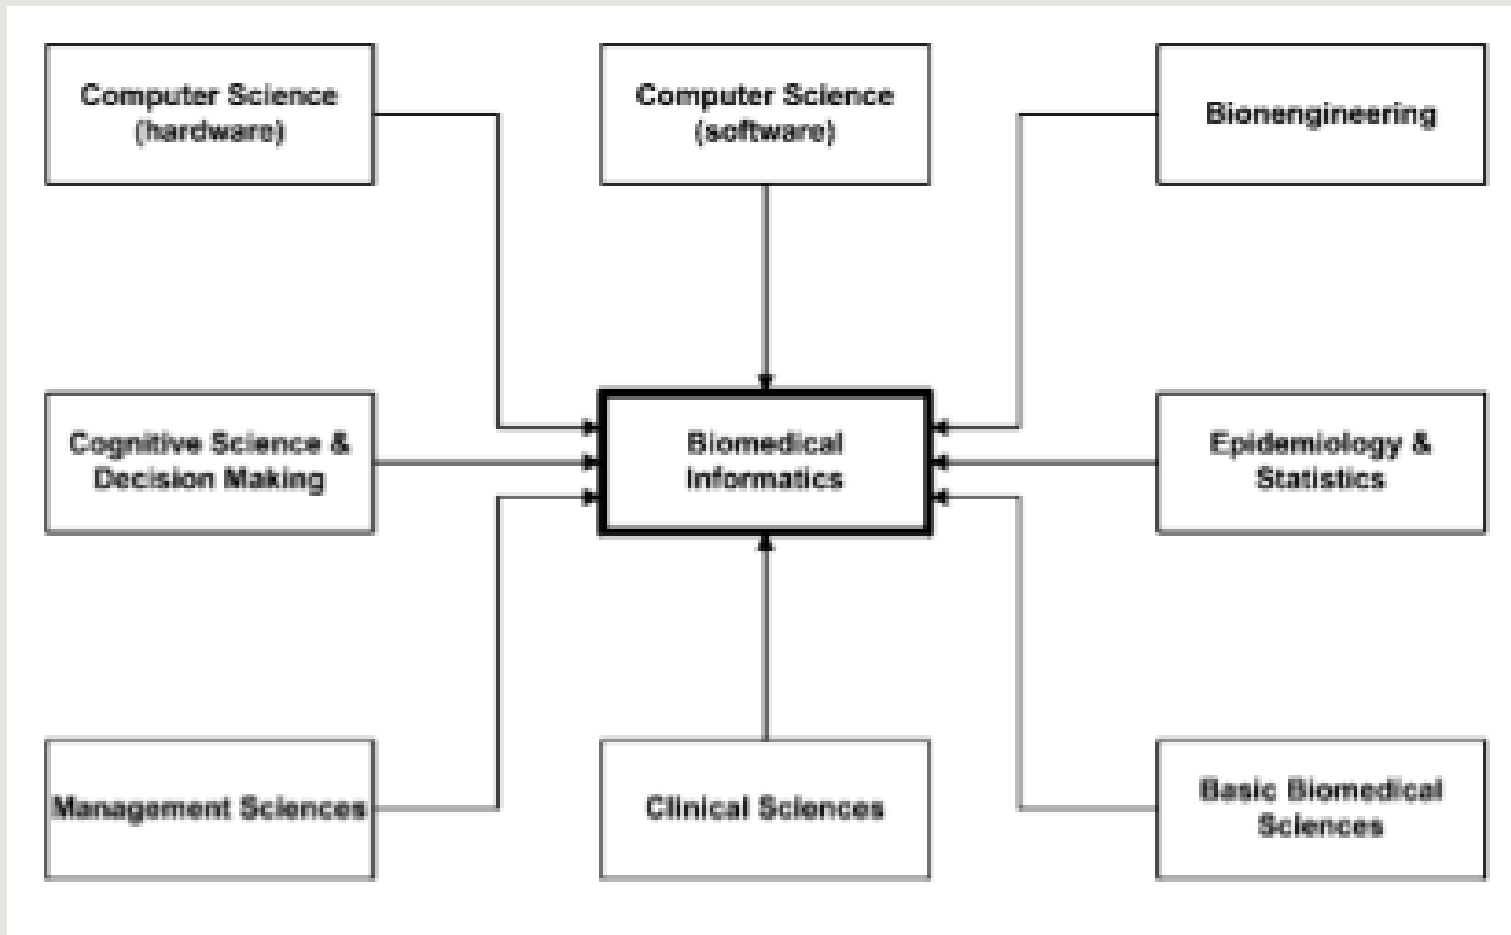 Computer Science
(hardware)
Computer Science
(software)
Bionengineering
Cognitive Science &
Decision Making
Biomedical
Informatics
Epidemiology &
Statistics
Management Sciences
Clinical Sciences
Basic Biomedical
Sciences